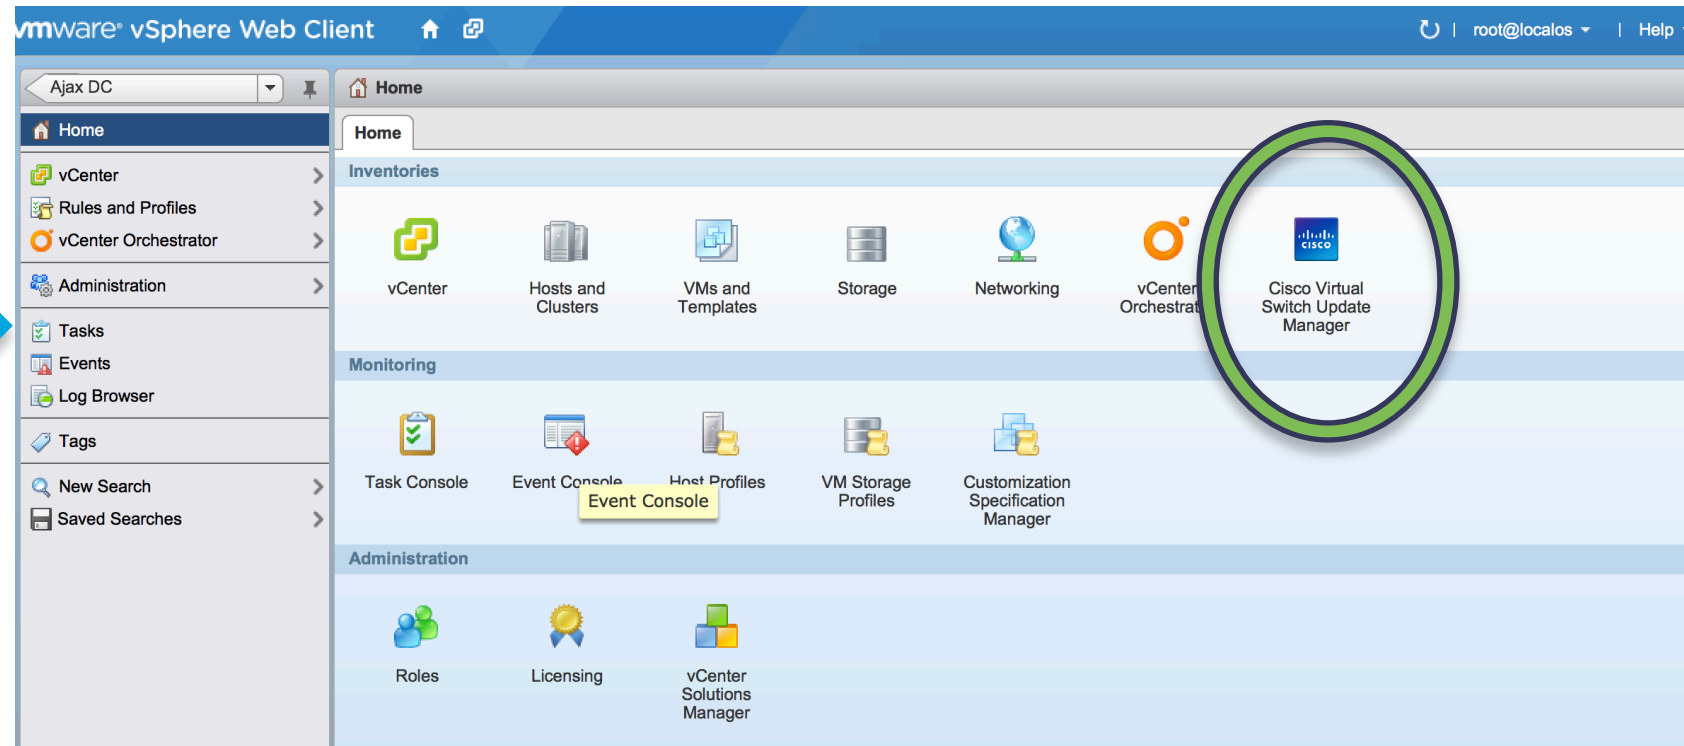 vmware® vSphere Web Client
root@localos
Help
Ajax DC
Home
Home
vCenter
Rules and Profiles
vCenter Orchestrator
Administration
Tasks
Events
Log Browser
Tags
New Search
Saved Searches
Home
Inventories
vCenter
Hosts and
Clusters
VMs and
Templates
Storage
Networking
vCenter
Orchestrat
CISCO
Cisco Virtual
Switch Update
Manager
Monitoring
Task Console
Event Console
Host Profiles
VM Storage
Profiles
Customization
Specification
Manager
Event Console
Administration
Roles
Licensing
vCenter
Solutions
Manager